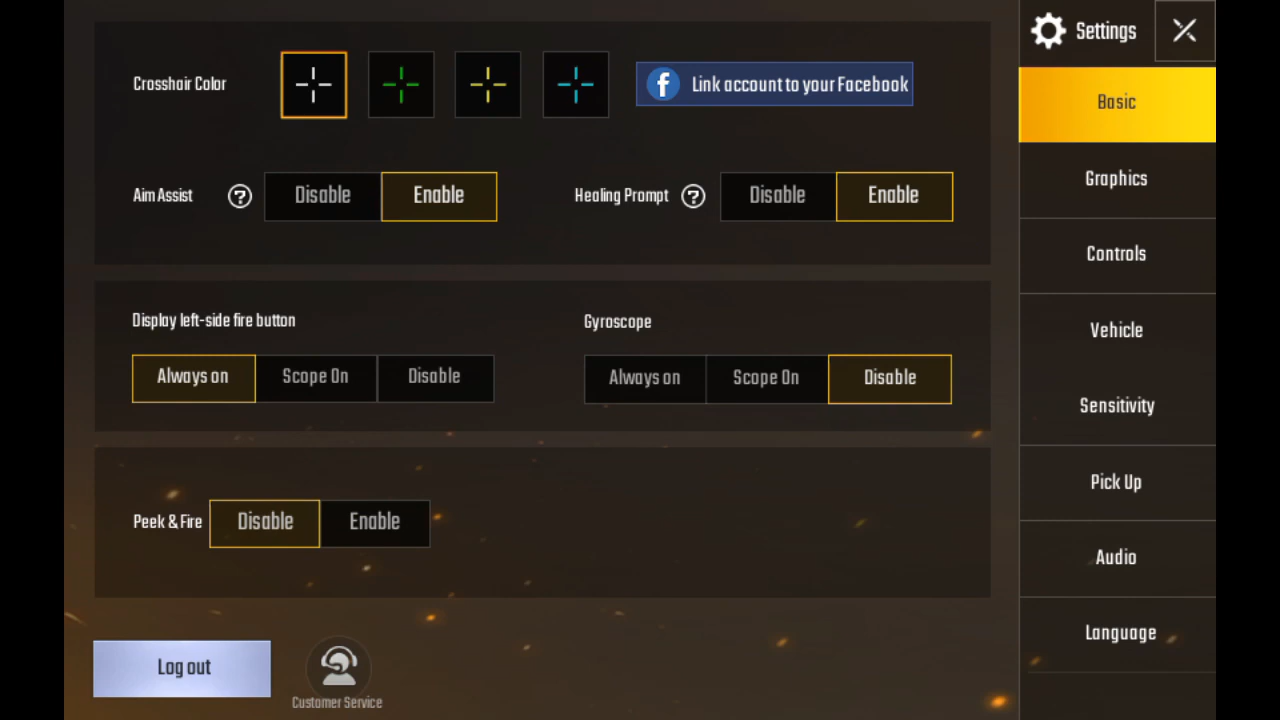 Settings
Crosshair Color
f Link account to your Facebook
Aim Assist ? Disable Enable
Healing Prompt ? Disable Enable
Display left-side fire button
Always on Scope On Disable
Gyroscope
Always on Scope On Disable
Peek & Fire Disable Enable
Log out
Customer Service
Basic
Graphics
Controls
Vehicle
Sensitivity
Pick Up
Audio
Language